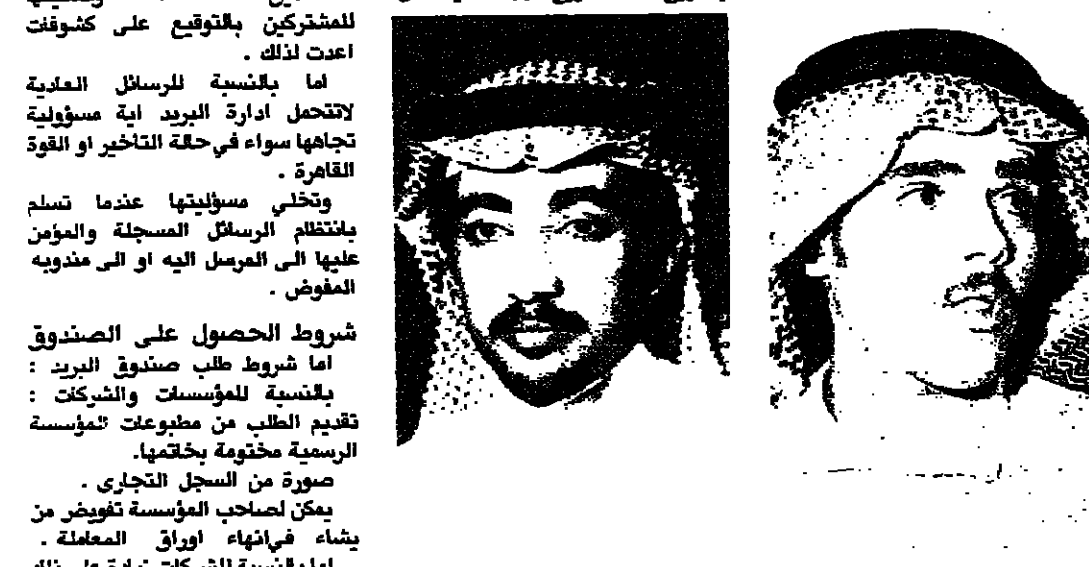 للمشتركين بالتوقيع على كشوفات
اعدت لذلك .
اما بالنسبة للرسائل العادية
لاتتحمل ادارة البريد اية مسؤولية
تجاهها سواء في حالة التاخير او القوة
القاهرة .
وتخلي مسؤليتها عندما تسلم
بانتظام الرسائل المسجلة والمؤمن
عليها الى المرسل اليه او الى مندوبه
المفوض .
شروط الحصول على الصندوق
اما شروط طلب صندوق البريد :
بالنسبة للمؤسسات والشركات :
تقديم الطلب من مطبوعات المؤسسة
الرسمية مختومة بخاتمها.
صورة من السجل التجارى .
يمكن لصاحب المؤسسة تفويض من
يشاء في انهاء اوراق المعاملة .